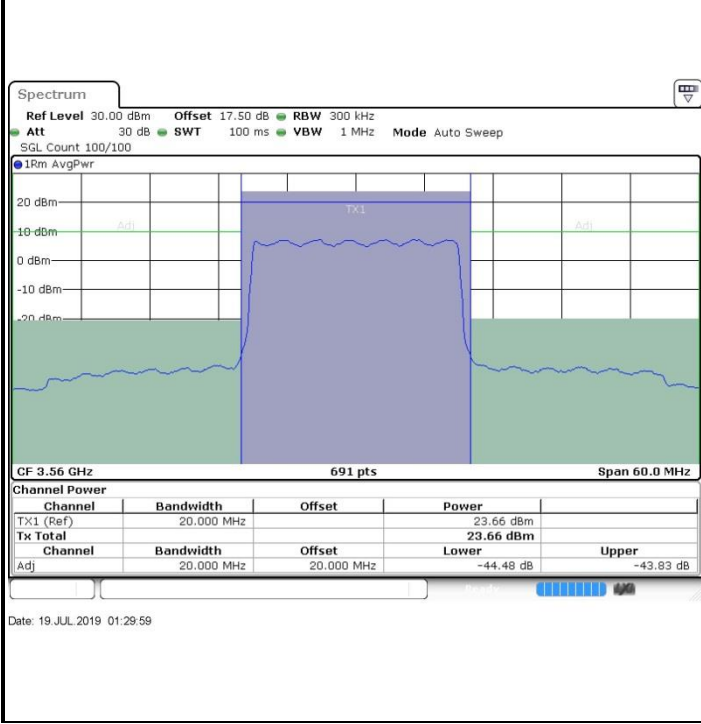 Spectrum
Ref Level 30.00 dBm Offset 17.50 dB RBW 300 kHz
Att 30 dB SWT 100 ms VBW 1 MHz Mode Auto Sweep
SGL Count 100/100
1Rm AvgPwr
20 dBm
TX1
10 dBm Adj Adj
0 dBm
-10 dBm
-20 dBm
CF 3.56 GHz 691 pts Span 60.0 MHz
Channel Power
Channel Bandwidth Offset Power
TX1 (Ref) 20.000 MHz 23.66 dBm
Tx Total 23.66 dBm
Channel Bandwidth Offset Lower Upper
Adj 20.000 MHz 20.000 MHz -44.48 dB -43.83 dB
Ready
Date: 19.JUL.2019 01:29:59